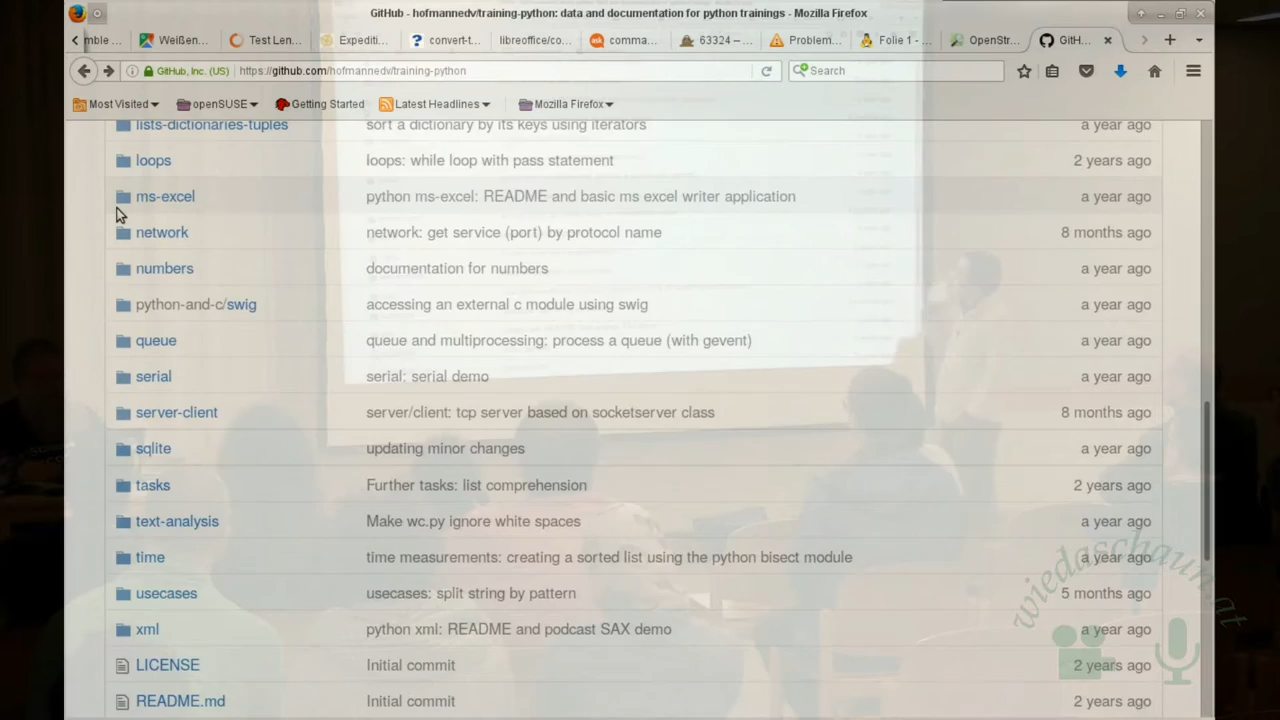 GitHub - hofmannedv/training-python: data and documentation for python trainings - Mozilla Firefox
mble ... Weißen... Test Len... Expediti... convert-t... libreoffice/co... comma... 63324 – ... Problem... Folie 1 - ... OpenStr... GitH...
GitHub, Inc. (US) https://github.com/hofmannedv/training-python Search
Most Visited openSUSE Getting Started Latest Headlines Mozilla Firefox
lists-dictionaries-tuples sort a dictionary by its keys using iterators a year ago
loops loops: while loop with pass statement 2 years ago
ms-excel python ms-excel: README and basic ms excel writer application a year ago
network network: get service (port) by protocol name 8 months ago
numbers documentation for numbers a year ago
python-and-c/swig accessing an external c module using swig a year ago
queue queue and multiprocessing: process a queue (with gevent) a year ago
serial serial: serial demo a year ago
server-client server/client: tcp server based on socketserver class 8 months ago
sqlite updating minor changes a year ago
tasks Further tasks: list comprehension 2 years ago
text-analysis Make wc.py ignore white spaces a year ago
time time measurements: creating a sorted list using the python bisect module a year ago
usecases usecases: split string by pattern 5 months ago
xml python xml: README and podcast SAX demo a year ago
LICENSE Initial commit 2 years ago
README.md Initial commit 2 years ago
wiedaschaun.at